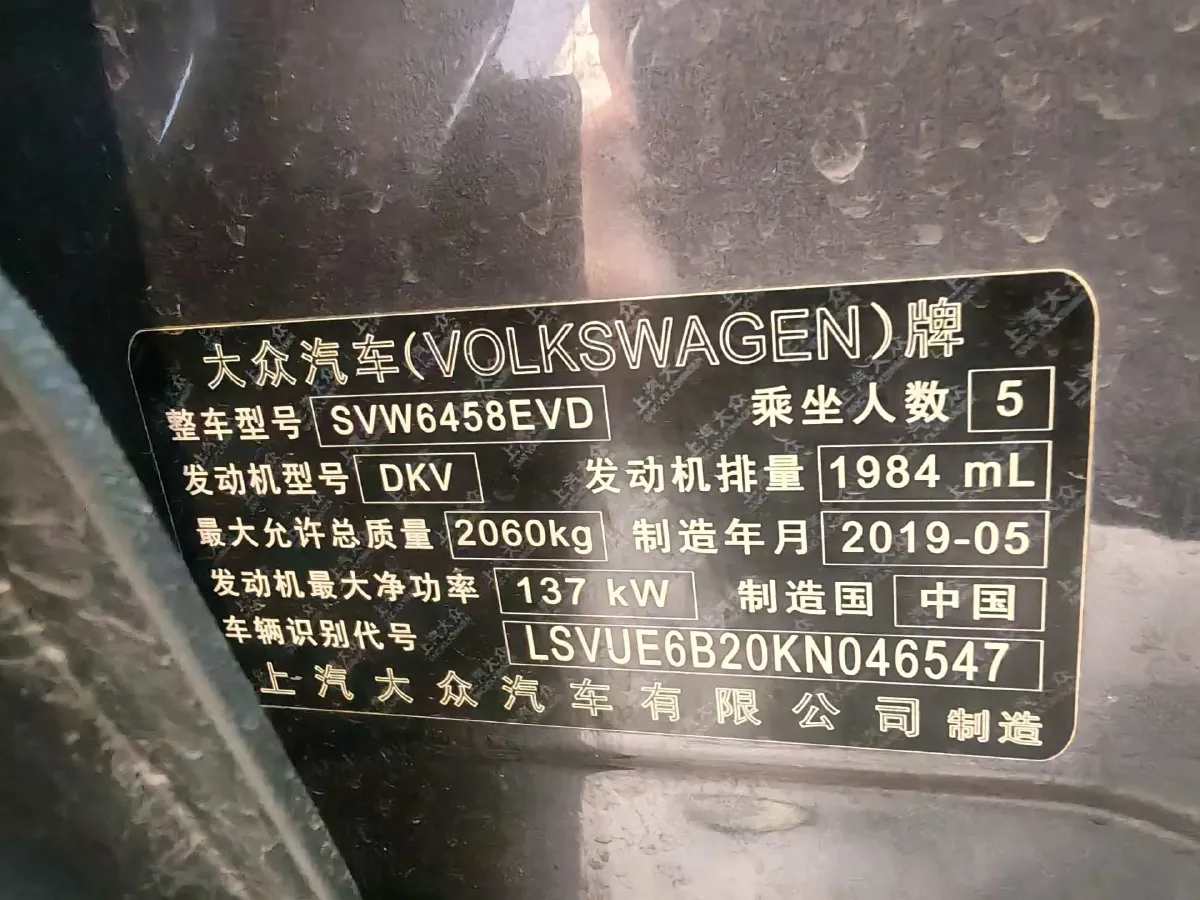 大众汽车(VOLKSWAGEN)牌
整车型号 SVW6458EVD 乘坐人数 5
发动机型号 DKV 发动机排量 1984 mL
最大允许总质量 2060kg 制造年月 2019-05
发动机最大净功率 137 kW 制造国 中国
车辆识别代号 LSVUE6B20KN046547
上汽大众汽车有限公司 制造